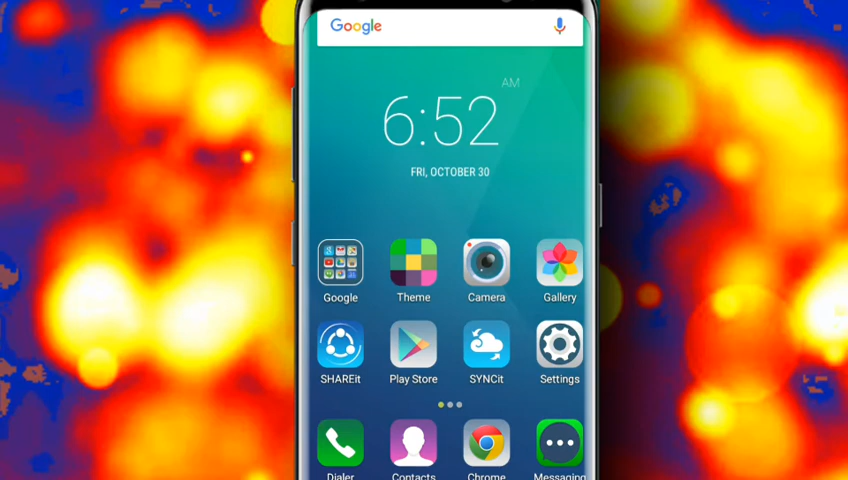 Google
AM
6:52
FRI, OCTOBER 30
Google Theme Camera Gallery
SHAREit Play Store SYNCit Settings
Dialer Contacts Chrome Messaging